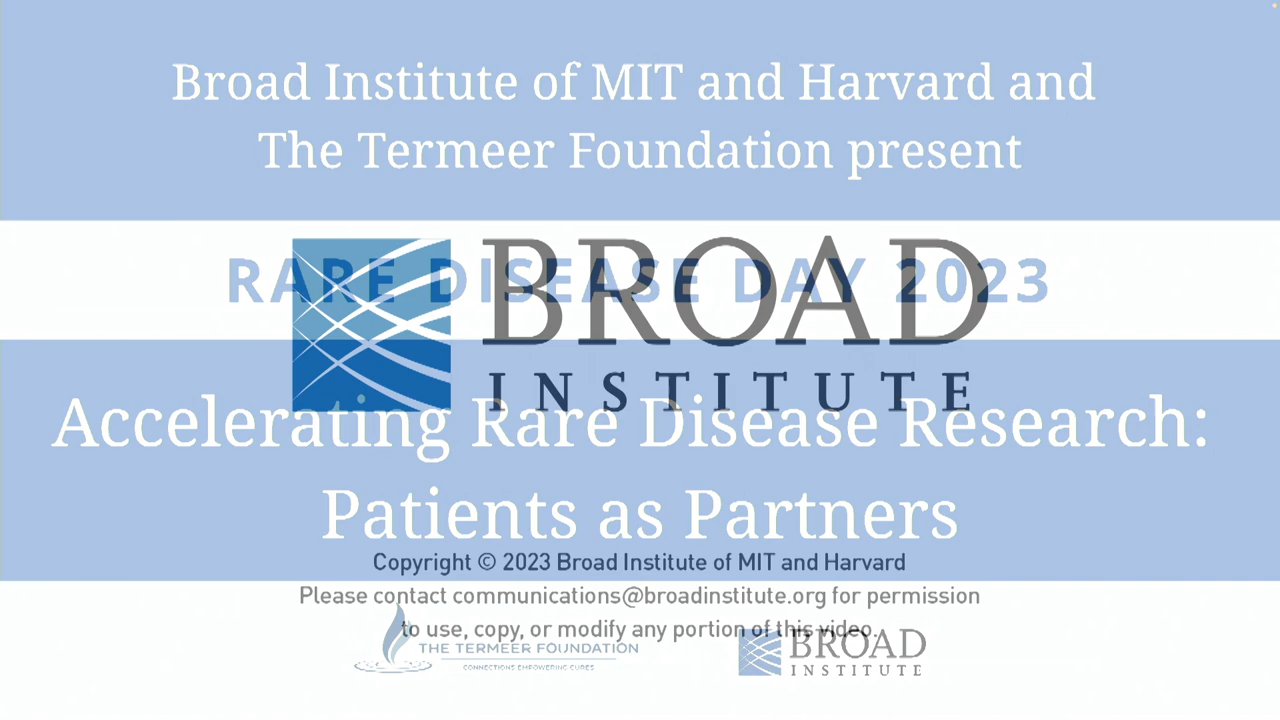 Broad Institute of MIT and Harvard and
The Termeer Foundation present
RARE DISEASE DAY 2023
BROAD
INSTITUTE
Accelerating Rare Disease Research:
Patients as Partners
Copyright © 2023 Broad Institute of MIT and Harvard
Please contact communications@broadinstitute.org for permission
to use, copy, or modify any portion of this video.
THE TERMEER FOUNDATION
CONNECTIONS EMPOWERING CURES
BROAD
INSTITUTE